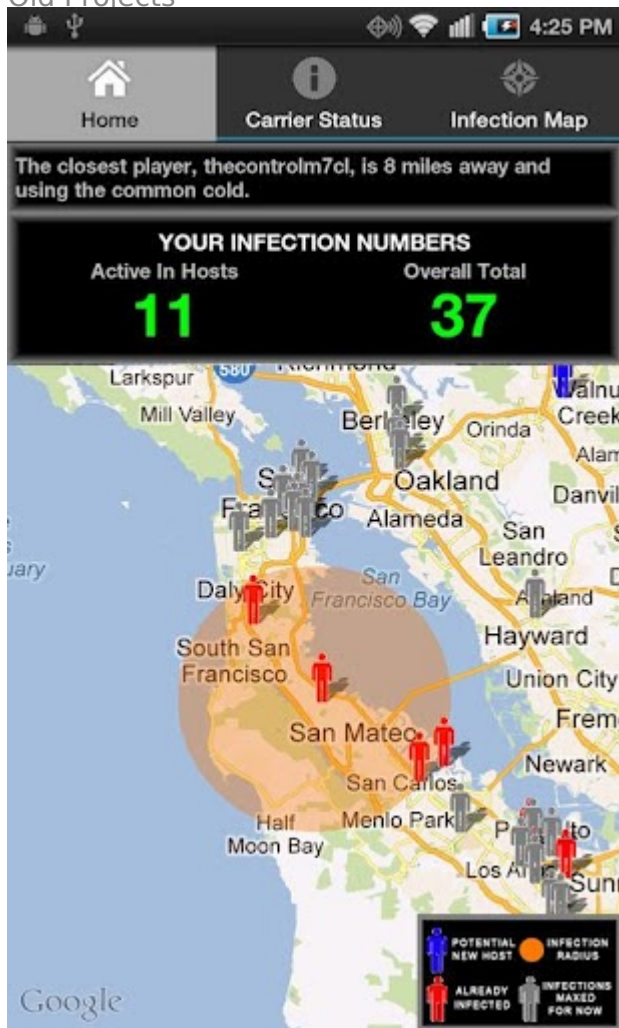 Old Projects
4:25 PM
Home
Carrier Status
Infection Map
The closest player, thecontrolm7cl, is 8 miles away and
using the common cold.
YOUR INFECTION NUMBERS
Active In Hosts
Overall Total
11
37
580
Larkspur
Mill Valley
Orinda
Creek
Oakland
Alameda
San
Leandro
Daly City
San
Francisco Bay
Hayward
South San
Francisco
Union City
San Mateo
Newark
San Carlos
Half
Moon Bay
Menlo Park
Google
POTENTIAL
NEW HOST
INFECTION
RADIUS
ALREADY
INFECTED
INFECTIONS
MAXED
FOR NOW